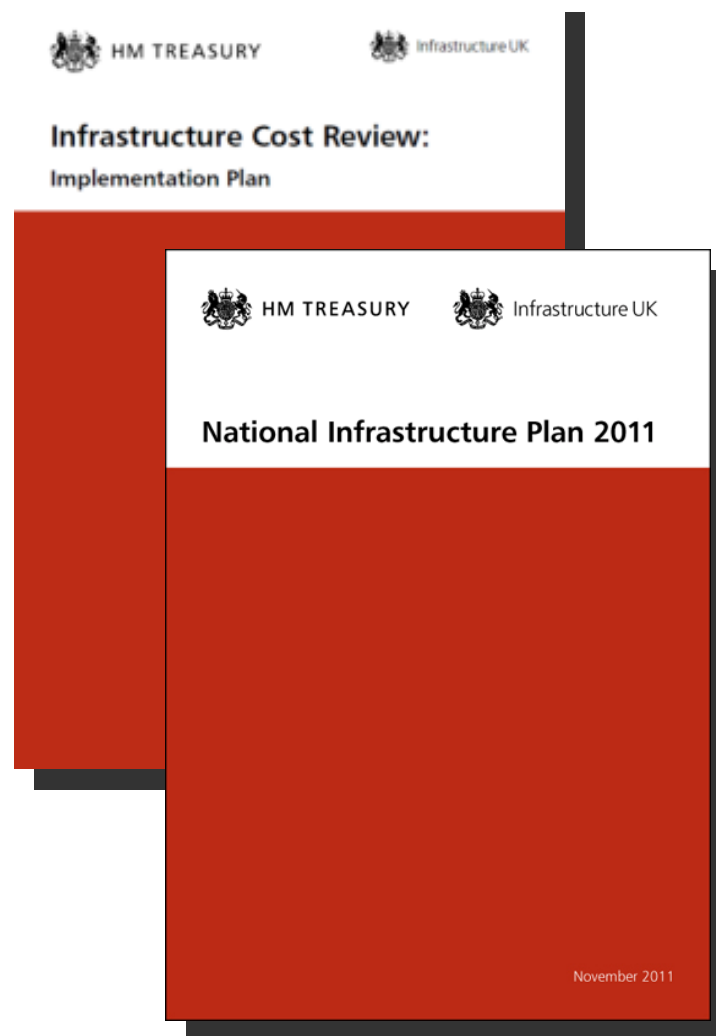 HM TREASURY
Infrastructure UK
Infrastructure Cost Review:
Implementation Plan
HM TREASURY
Infrastructure UK
National Infrastructure Plan 2011
November 2011